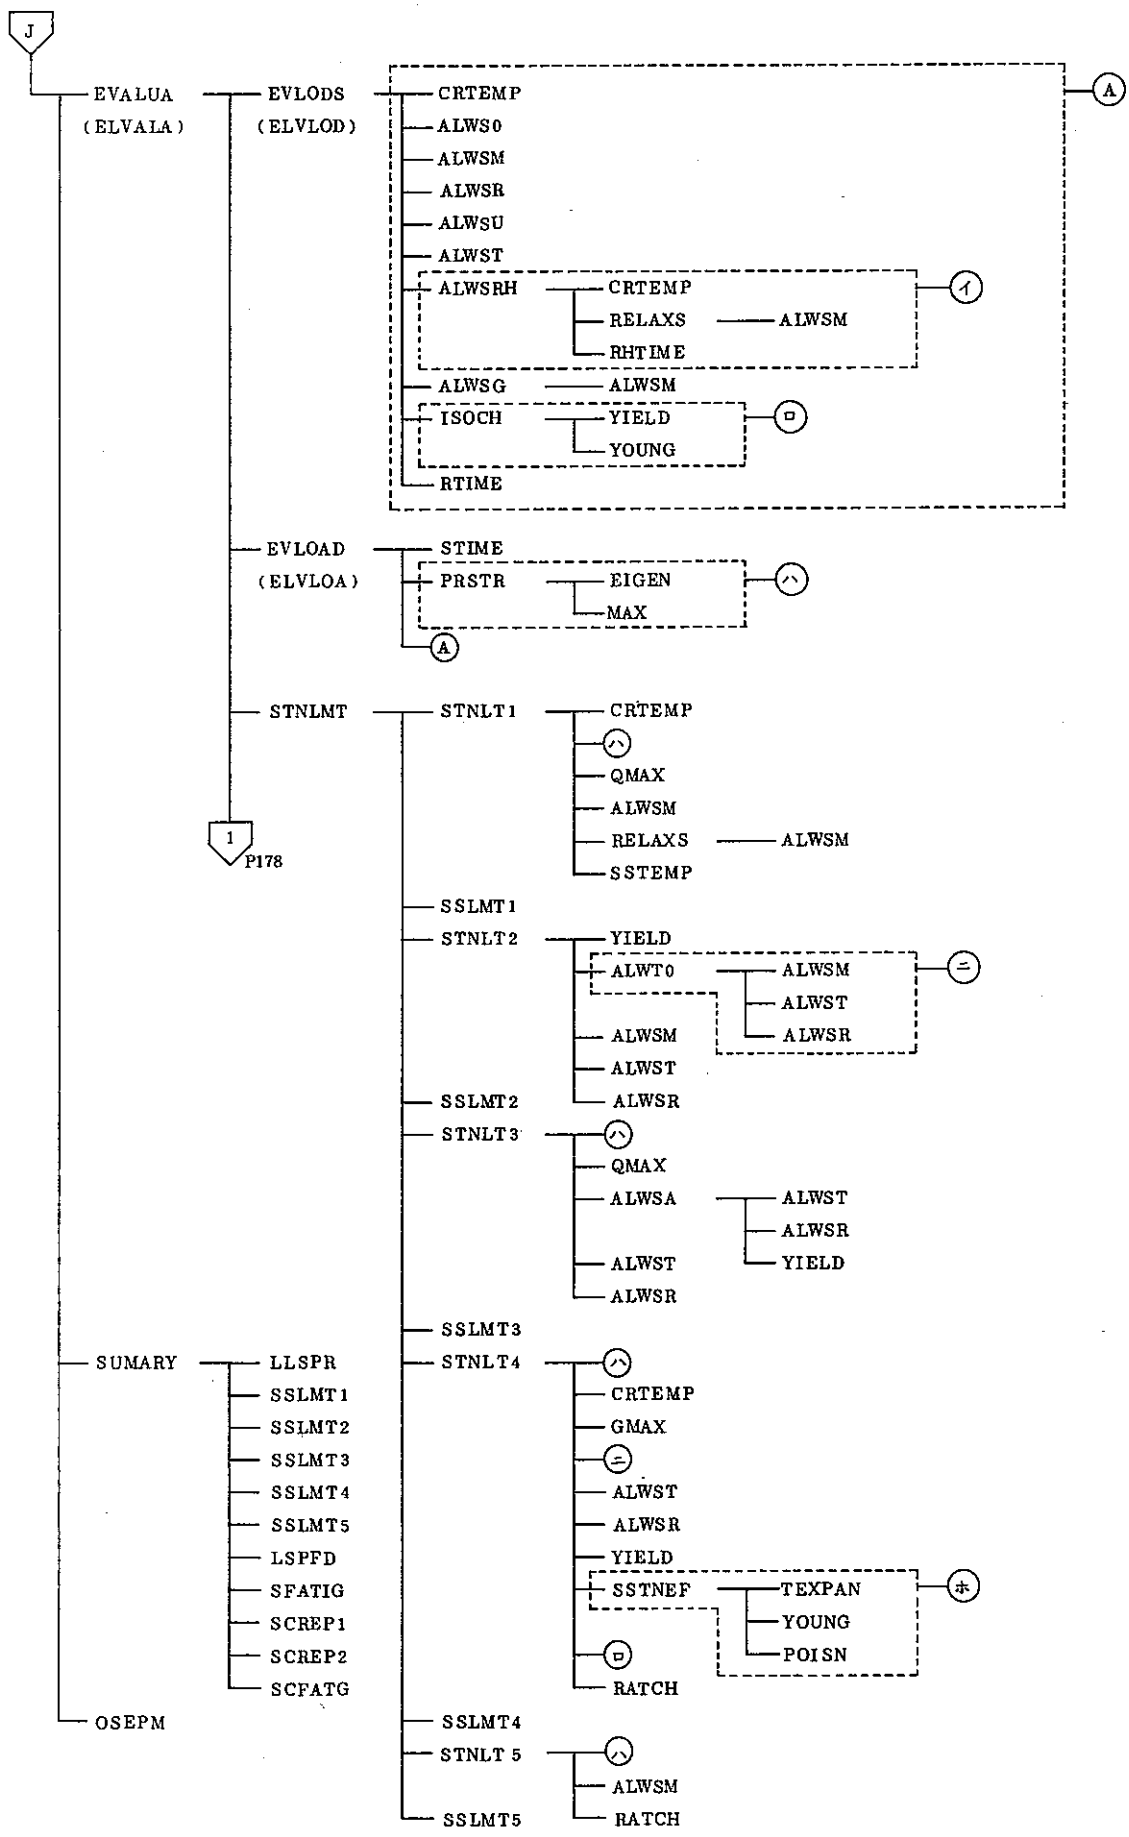 J
EVALUA EVLODS CRTEMP A
(ELVALA) (ELVLOD) ALWS0
ALWSM
ALWSR
ALWSU
ALWST
ALWSRH CRTEMP イ
RELAXS ALWSM
RHTIME
ALWSG ALWSM
ISOCH YIELD ロ
YOUNG
RTIME
EVLOAD STIME
(ELVLOA) PRSTR EIGEN ハ
MAX
A
STNLMT STNLT1 CRTEMP
ハ
QMAX
ALWSM
1 RELAXS ALWSM
P178 SSTEMP
SSLMT1
STNLT2 YIELD
ALWT0 ALWSM ニ
ALWST
ALWSM ALWSR
ALWST
SSLMT2 ALWSR
STNLT3 ハ
QMAX
ALWSA ALWST
ALWSR
ALWST YIELD
ALWSR
SSLMT3
SUMARY LLSPR STNLT4 ハ
SSLMT1 CRTEMP
SSLMT2 GMAX
SSLMT3 ニ
SSLMT4 ALWST
SSLMT5 ALWSR
LSPFD YIELD
SFATIG SSTNEF TEXPAN ホ
SCREP1 YOUNG
SCREP2 ロ POISN
SCFATG RATCH
OSEPM SSLMT4
STNLT5 ハ
ALWSM
SSLMT5 RATCH